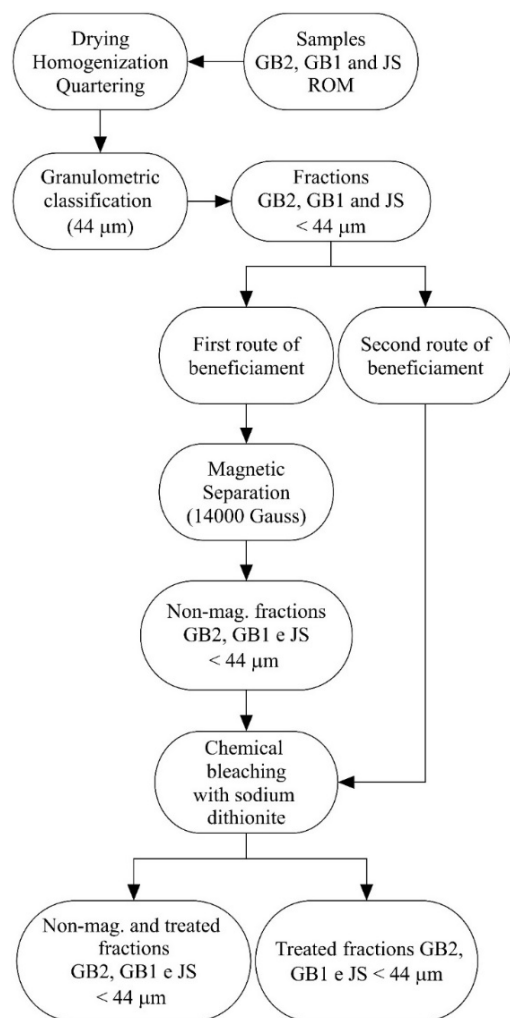 Drying
Homogenization
Quartering
Samples
GB2, GB1 and JS
ROM
Granulometric
classification
(44 μm)
Fractions
GB2, GB1 and JS
< 44 μm
First route of
beneficiament
Second route of
beneficiament
Magnetic
Separation
(14000 Gauss)
Non-mag. fractions
GB2, GB1 e JS
< 44 μm
Chemical
bleaching
with sodium
dithionite
Non-mag. and treated
fractions
GB2, GB1 e JS
< 44 μm
Treated fractions GB2,
GB1 e JS < 44 μm